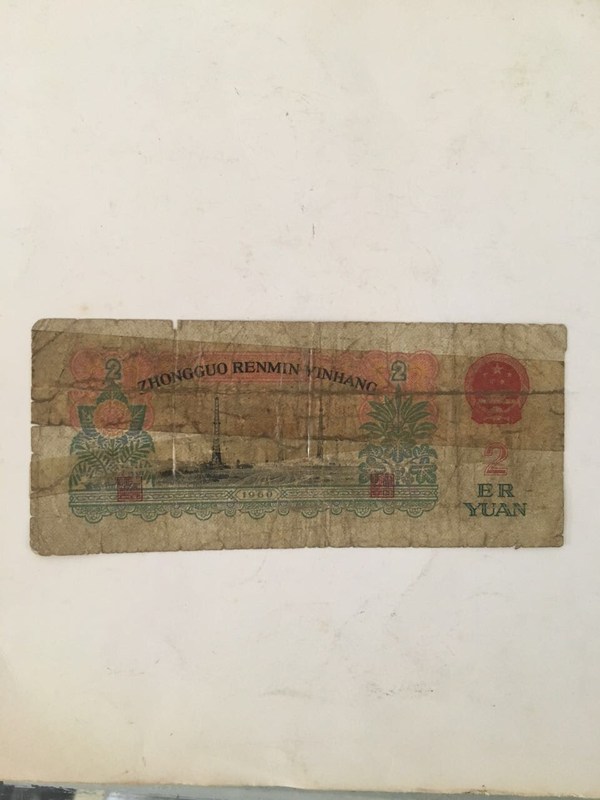 2
2
ZHONGGUO RENMIN YINHANG
1960
2
ER
YUAN